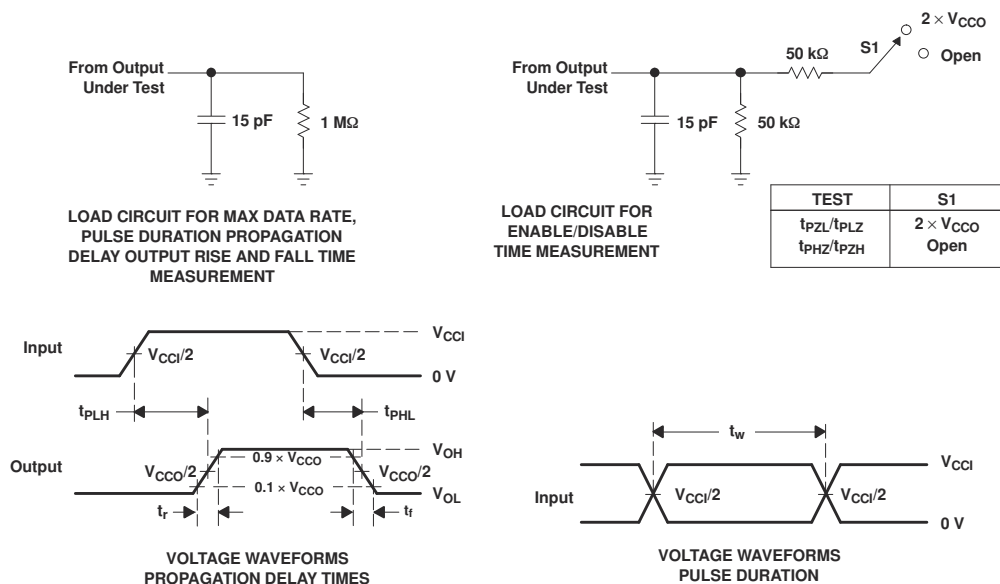 From Output
Under Test
15 pF
1 MΩ
LOAD CIRCUIT FOR MAX DATA RATE,
PULSE DURATION PROPAGATION
DELAY OUTPUT RISE AND FALL TIME
MEASUREMENT
From Output
Under Test
15 pF
50 kΩ
50 kΩ
S1
2 × VCCO
Open
LOAD CIRCUIT FOR
ENABLE/DISABLE
TIME MEASUREMENT
TEST S1
tPZL/tPLZ 2 × VCCO
tPHZ/tPZH Open
Input
VCCI/2
VCCI/2
VCCI
0 V
tPLH
tPHL
Output
VCCO/2
0.9 × VCCO
0.1 × VCCO
VCCO/2
VOH
VOL
tr
tf
VOLTAGE WAVEFORMS
PROPAGATION DELAY TIMES
tw
Input
VCCI/2
VCCI/2
VCCI
0 V
VOLTAGE WAVEFORMS
PULSE DURATION